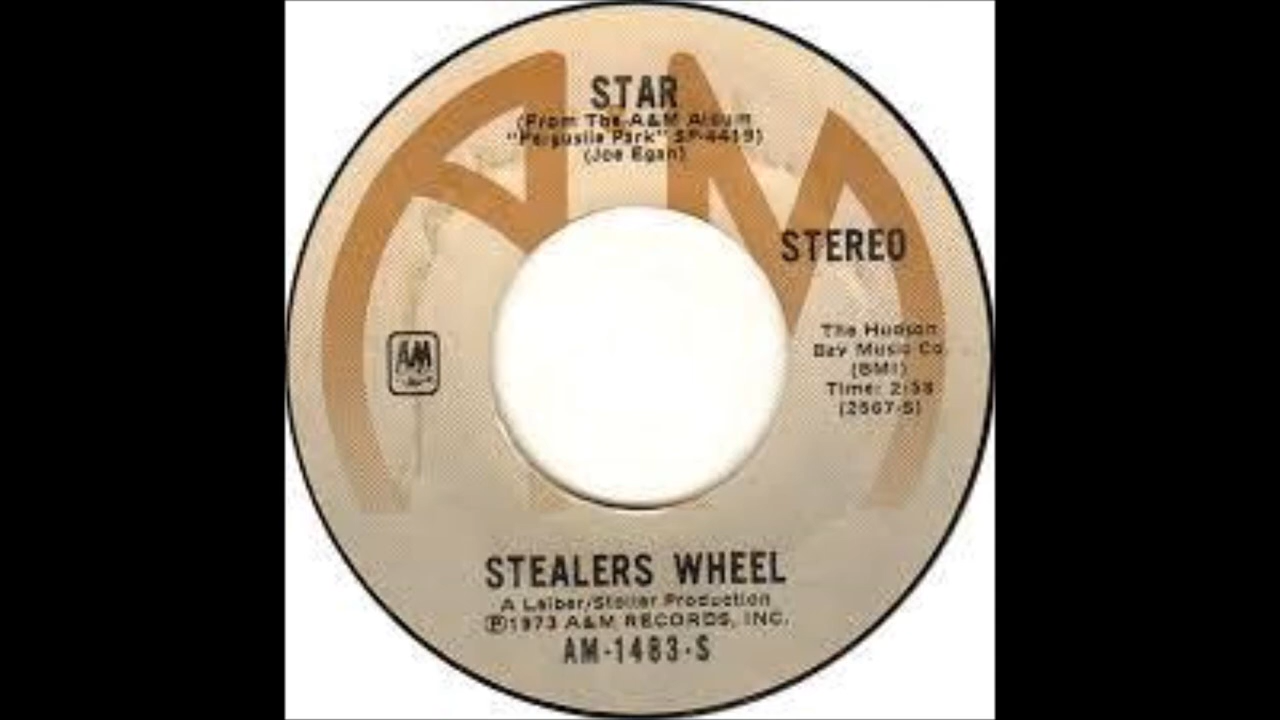 STAR
(From The A&M Album
"Ferguslie Park" SP-4419)
(Joe Egan)
STEREO
The Hudson
Bay Music Co.
(BMI)
Time: 2:58
(2567-S)
AM
STEALERS WHEEL
A Leiber/Stoller Production
℗1973 A&M RECORDS, INC.
AM-1483-S